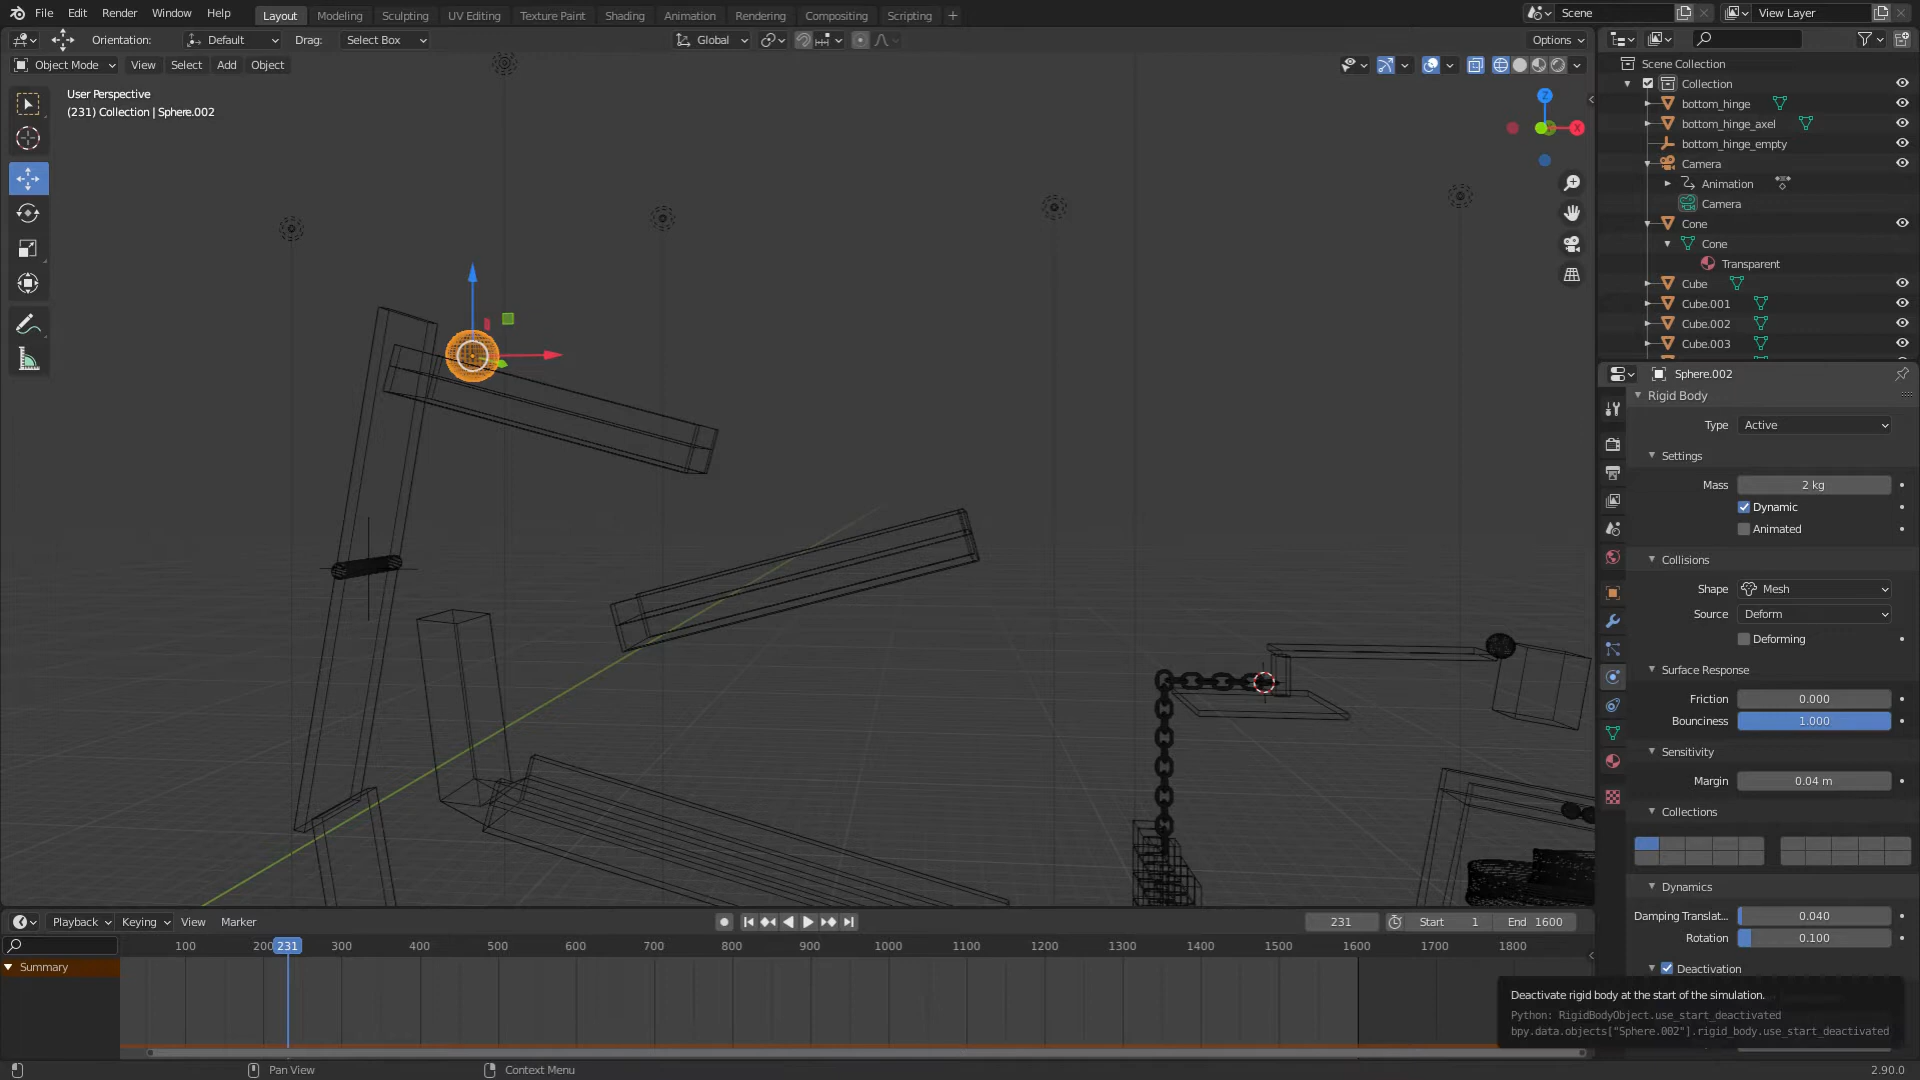 File Edit Render Window Help Layout Modeling Sculpting UV Editing Texture Paint Shading Animation Rendering Compositing Scripting + Scene View Layer
Orientation: Default Drag: Select Box Global Options
Object Mode View Select Add Object
User Perspective
(231) Collection | Sphere.002
Z
X
Scene Collection
Collection
bottom_hinge
bottom_hinge_axel
bottom_hinge_empty
Camera
Animation
Camera
Cone
Cone
Transparent
Cube
Cube.001
Cube.002
Cube.003
Sphere.002
Rigid Body
Type Active
Settings
Mass 2 kg
Dynamic
Animated
Collisions
Shape Mesh
Source Deform
Deforming
Surface Response
Friction 0.000
Bounciness 1.000
Sensitivity
Margin 0.04 m
Collections
Dynamics
Damping Translat... 0.040
Rotation 0.100
Deactivation
Deactivate rigid body at the start of the simulation.
Python: RigidBodyObject.use_start_deactivated
bpy.data.objects["Sphere.002"].rigid_body.use_start_deactivated
Playback Keying View Marker 231 Start 1 End 1600
100 200 231 300 400 500 600 700 800 900 1000 1100 1200 1300 1400 1500 1600 1700 1800
Summary
Pan View Context Menu 2.90.0